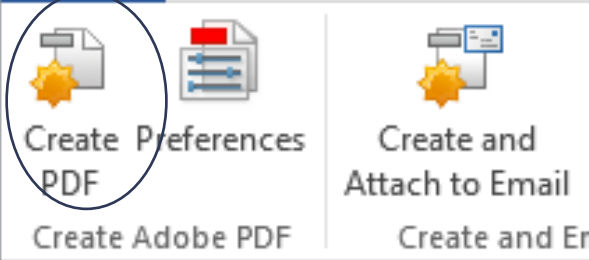 Create PDF
Preferences
Create and
Attach to Email
Create Adobe PDF
Create and